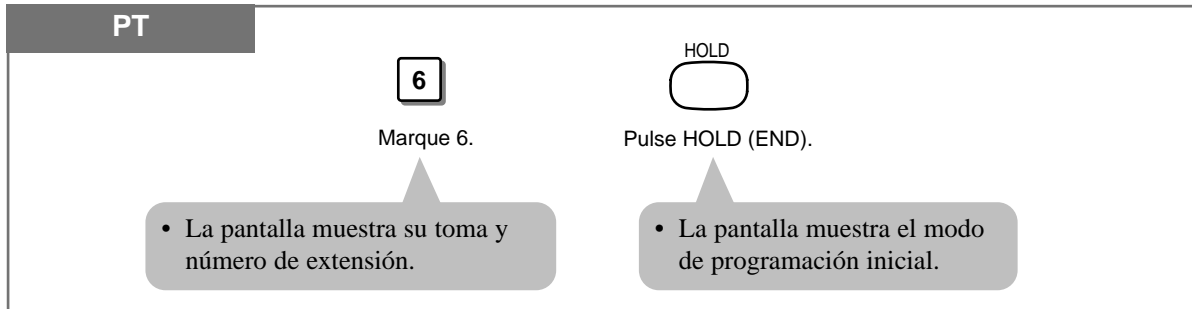 PT
HOLD
6
Marque 6.
Pulse HOLD (END).
• La pantalla muestra su toma y
número de extensión.
• La pantalla muestra el modo
de programación inicial.